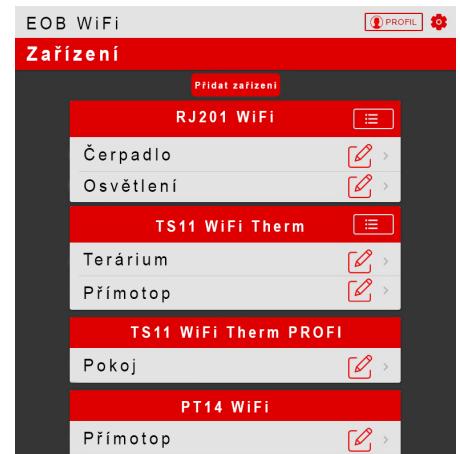 EOB WiFi
PROFIL
Zařízení
Přidat zařizeni
RJ201 WiFi
Čerpadlo
Osvětlení
TS11 WiFi Therm
Terárium
Přímotop
TS11 WiFi Therm PROFI
Pokoj
PT14 WiFi
Přímotop